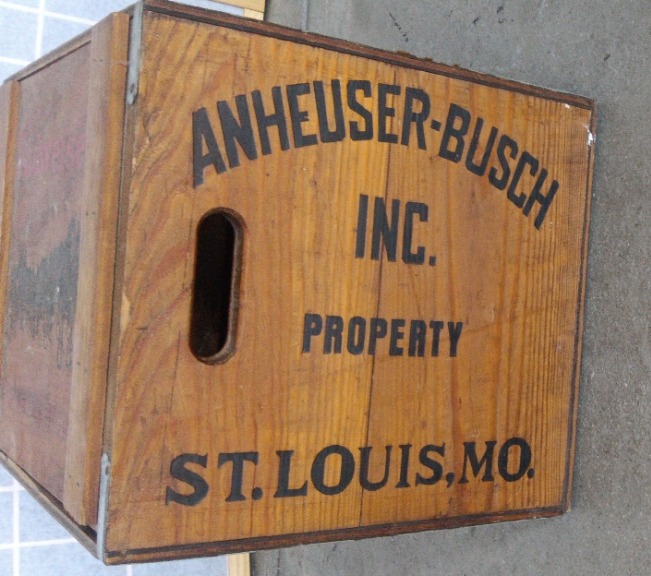 ANHEUSER-BUSCH
INC.
PROPERTY
ST. LOUIS, MO.